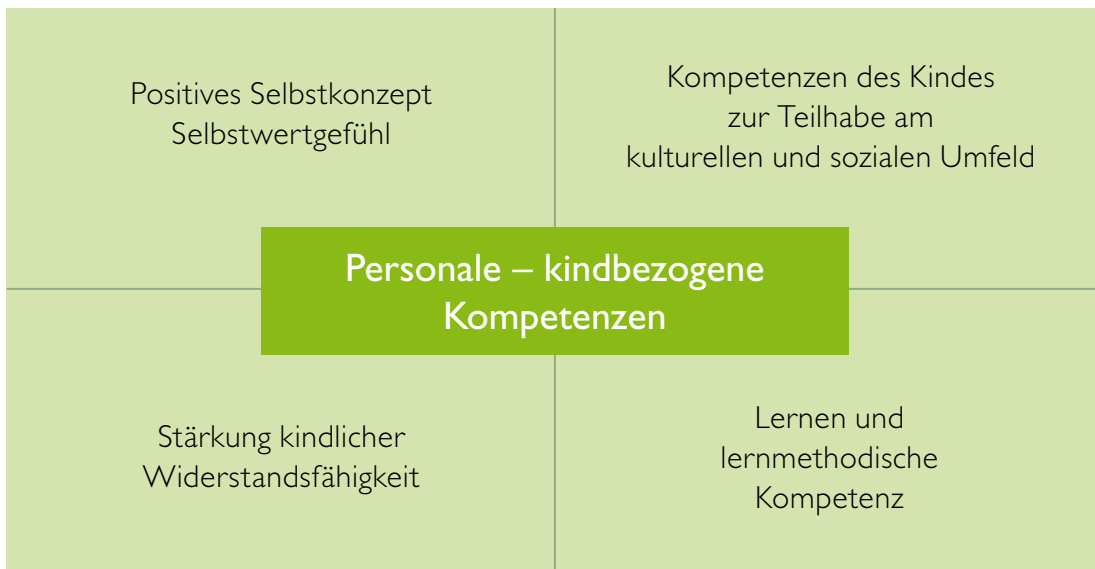 Positives Selbstkonzept
Selbstwertgefühl
Kompetenzen des Kindes
zur Teilhabe am
kulturellen und sozialen Umfeld
Personale – kindbezogene
Kompetenzen
Stärkung kindlicher
Widerstandsfähigkeit
Lernen und
lernmethodische
Kompetenz